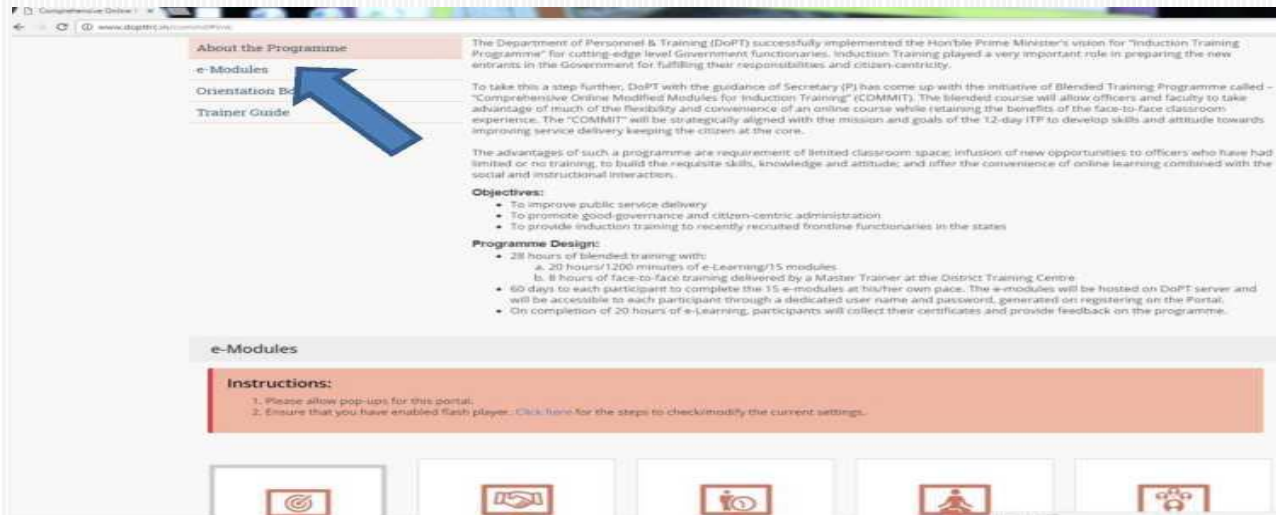 Comprehensive Online
About the Programme
e-Modules
Orientation
Trainer Guide
The Department of Personnel & Training (DoPT) successfully implemented the Hon'ble Prime Minister's vision for "Induction Training
Programme" for cutting-edge level Government functionaries. Induction Training played a very important role in preparing the new
entrants in the Government for fulfilling their responsibilities and citizen-centricity.
To take this a step further, DoPT with the guidance of Secretary (P) has come up with the initiative of Blended Training Programme called –
"Comprehensive Online Modified Modules for Induction Training" (COMMIT). The blended course will allow officers and faculty to take
advantage of much of the flexibility and convenience of an online course while retaining the benefits of the face-to-face classroom
experience. The "COMMIT" will be strategically aligned with the mission and goals of the 12-day ITP to develop skills and attitude towards
improving service delivery keeping the citizen at the core.
The advantages of such a programme are requirement of limited classroom space; infusion of new opportunities to officers who have had
limited or no training, to build the requisite skills, knowledge and attitude; and offer the convenience of online learning combined with the
social and instructional interaction.
Objectives:
• To improve public service delivery
• To promote good-governance and citizen-centric administration
• To provide induction training to recently recruited frontline functionaries in the states
Programme Design:
• 28 hours of blended training with:
a. 20 hours/1200 minutes of e-Learning/15 modules
b. 8 hours of face-to-face training delivered by a Master Trainer at the District Training Centre
• 60 days to each participant to complete the 15 e-modules at his/her own pace. The e-modules will be hosted on DoPT server and
will be accessible to each participant through a dedicated user name and password, generated on registering on the Portal.
• On completion of 20 hours of e-Learning, participants will collect their certificates and provide feedback on the programme.
e-Modules
Instructions:
1. Please allow pop-ups for this portal.
2. Ensure that you have enabled flash player. Click here for the steps to check/modify the current settings.